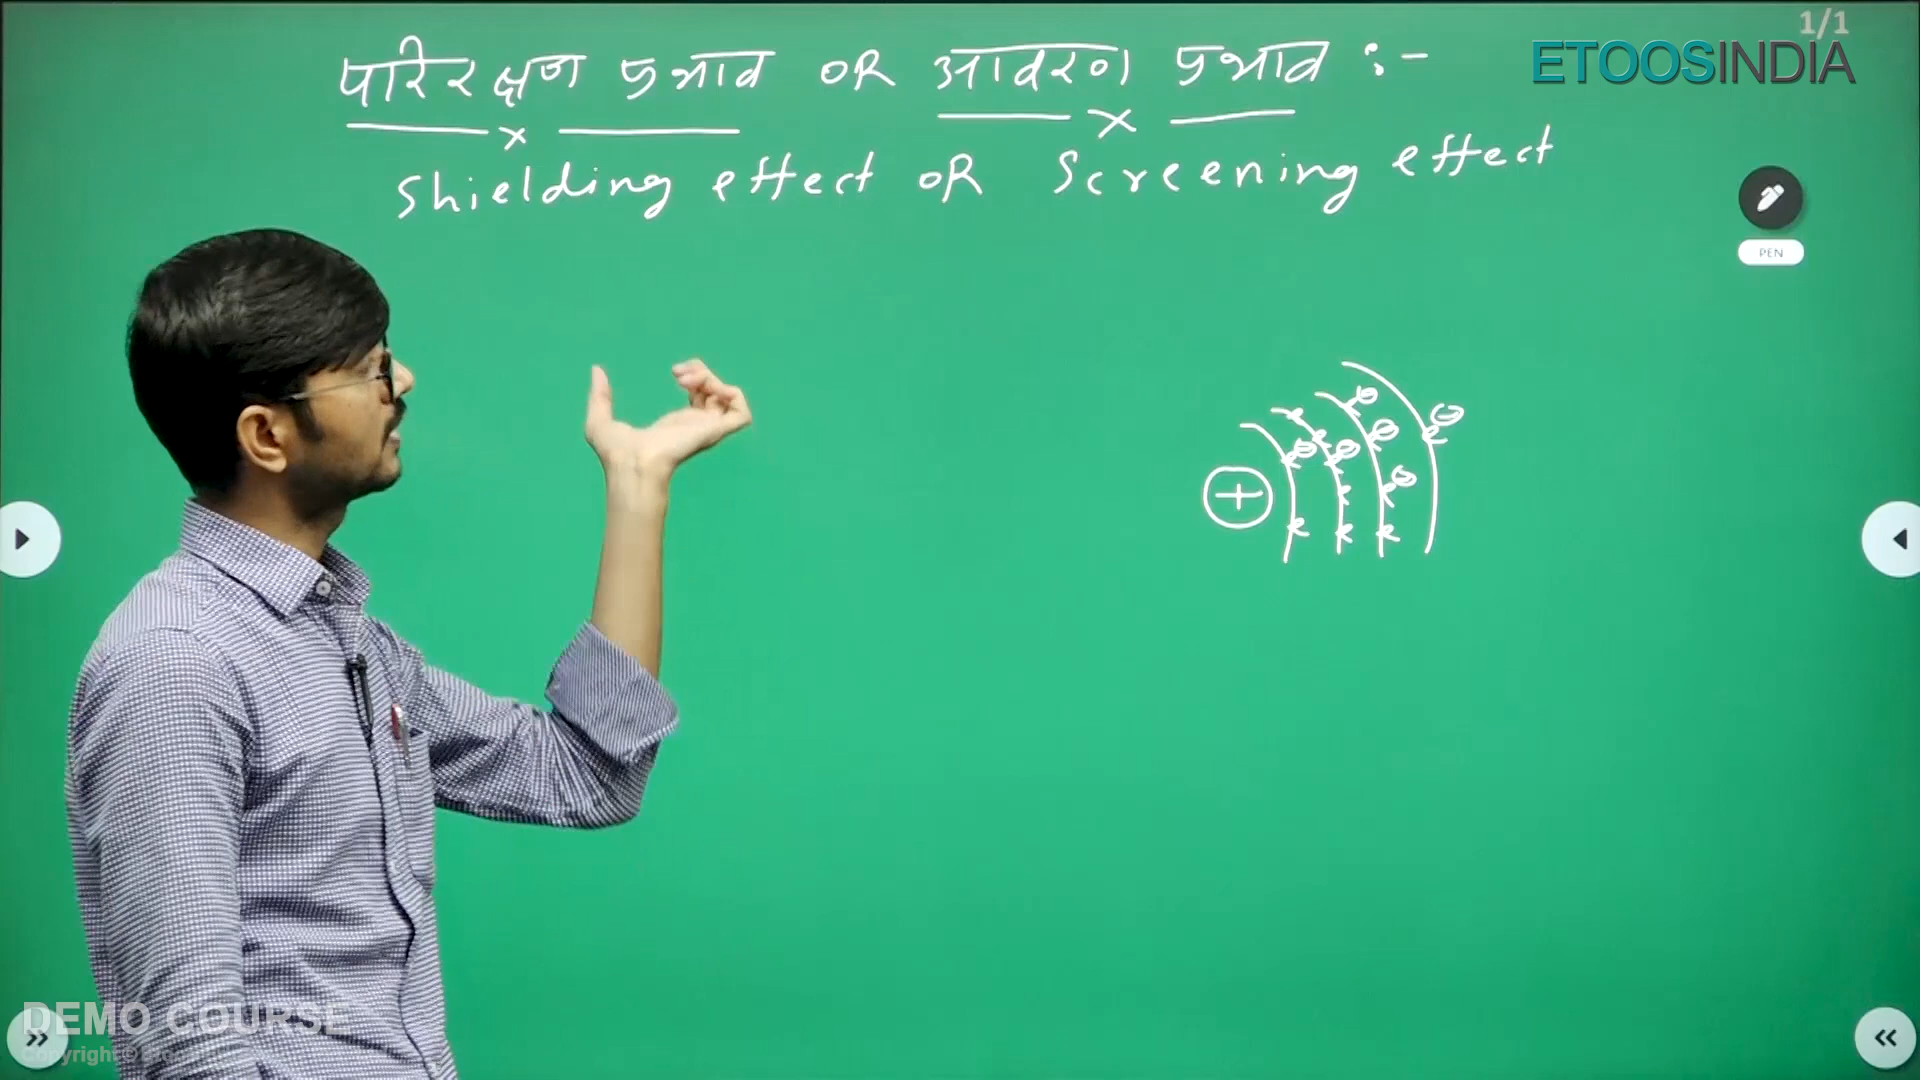 1/1
ETOOSINDIA
परिरक्षण प्रभाव OR आवरण प्रभाव :-
Shielding effect OR Screening effect
PEN
+
DEMO COURSE